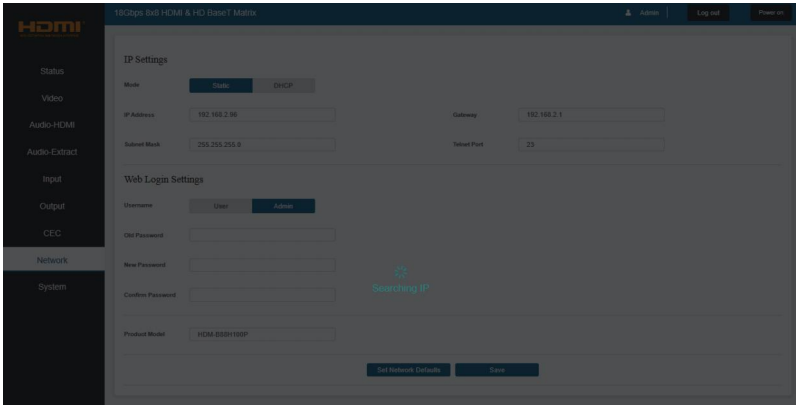 HDMI
18Gbps 8x8 HDMI & HD BaseT Matrix
Admin
Log out
Power on
Status
Video
Audio-HDMI
Audio-Extract
Input
Output
CEC
Network
System
IP Settings
Mode
Static
DHCP
IP Address
192.168.2.98
Gateway
192.168.2.1
Subnet Mask
255.255.255.0
Telnet Port
23
Web Login Settings
Username
User
Admin
Old Password
New Password
Confirm Password
Searching IP
Product Model
Set Network Defaults
Save